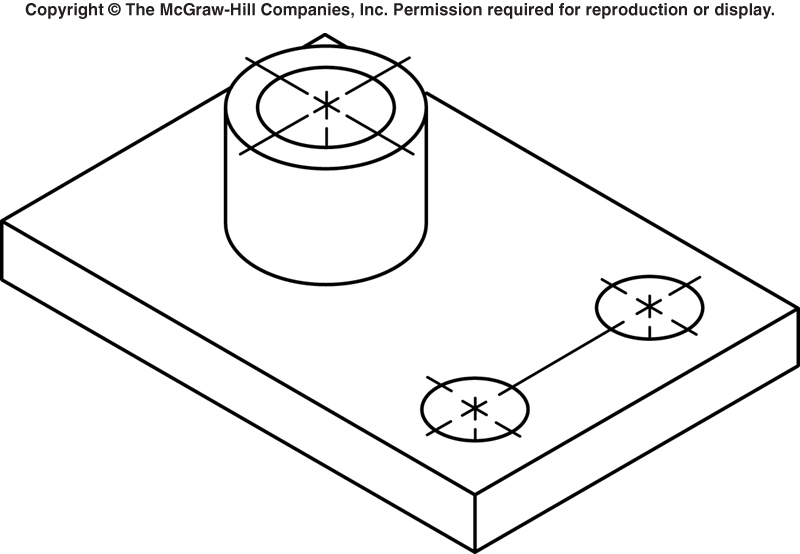 Copyright © The McGraw-Hill Companies, Inc. Permission required for reproduction or display.